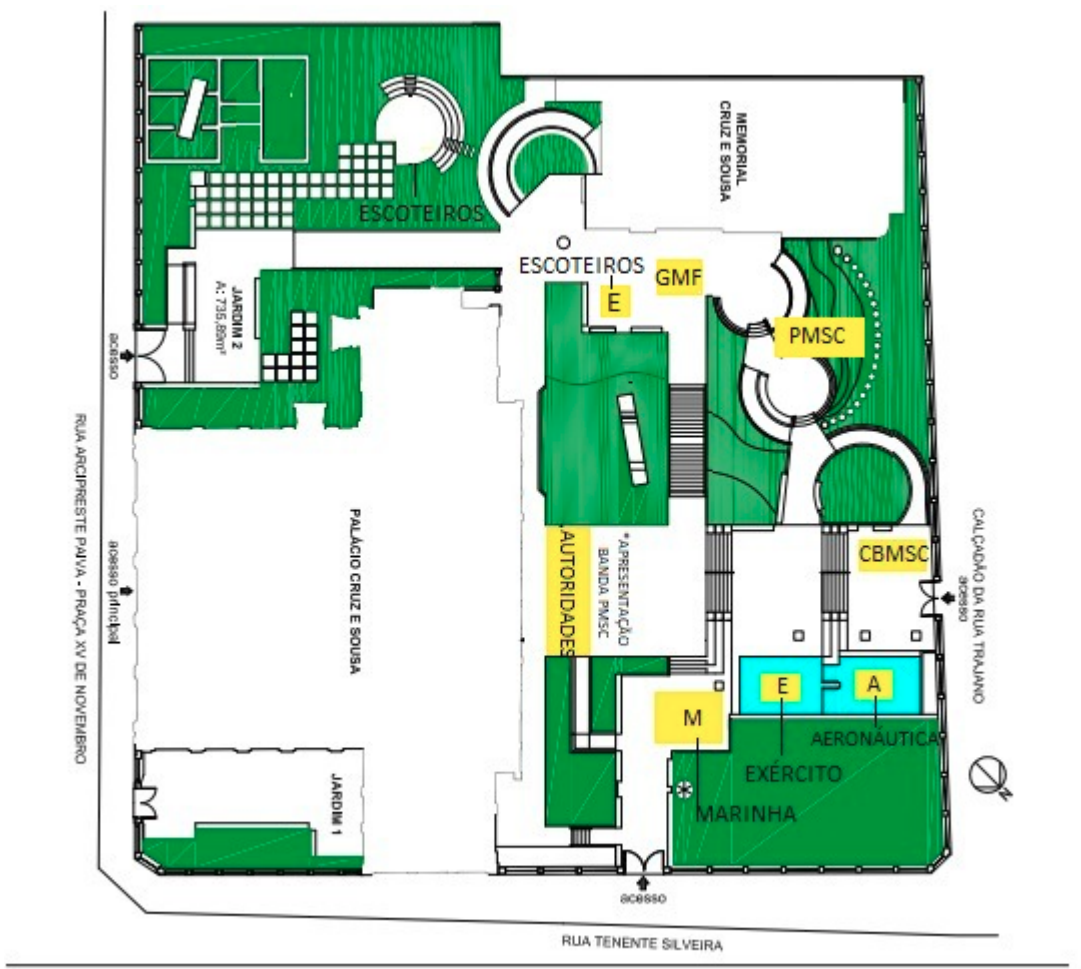 MEMORIAL
CRUZ E SOUSA
ESCOTEIROS
ESCOTEIROS
GMF
E
JARDIM 2
A: 735,89m²
PMSC
acesso
RUA ARCIPRESTE PAIVA - PRAÇA XV DE NOVEMBRO
acesso principal
PALÁCIO CRUZ E SOUSA
AUTORIDADES
*APRESENTAÇÃO
BANDA PMSC
CBMSC
acesso
CALÇADÃO DA RUA TRAJANO
E
A
M
AERONÁUTICA
EXÉRCITO
MARINHA
JARDIM 1
N
acesso
RUA TENENTE SILVEIRA